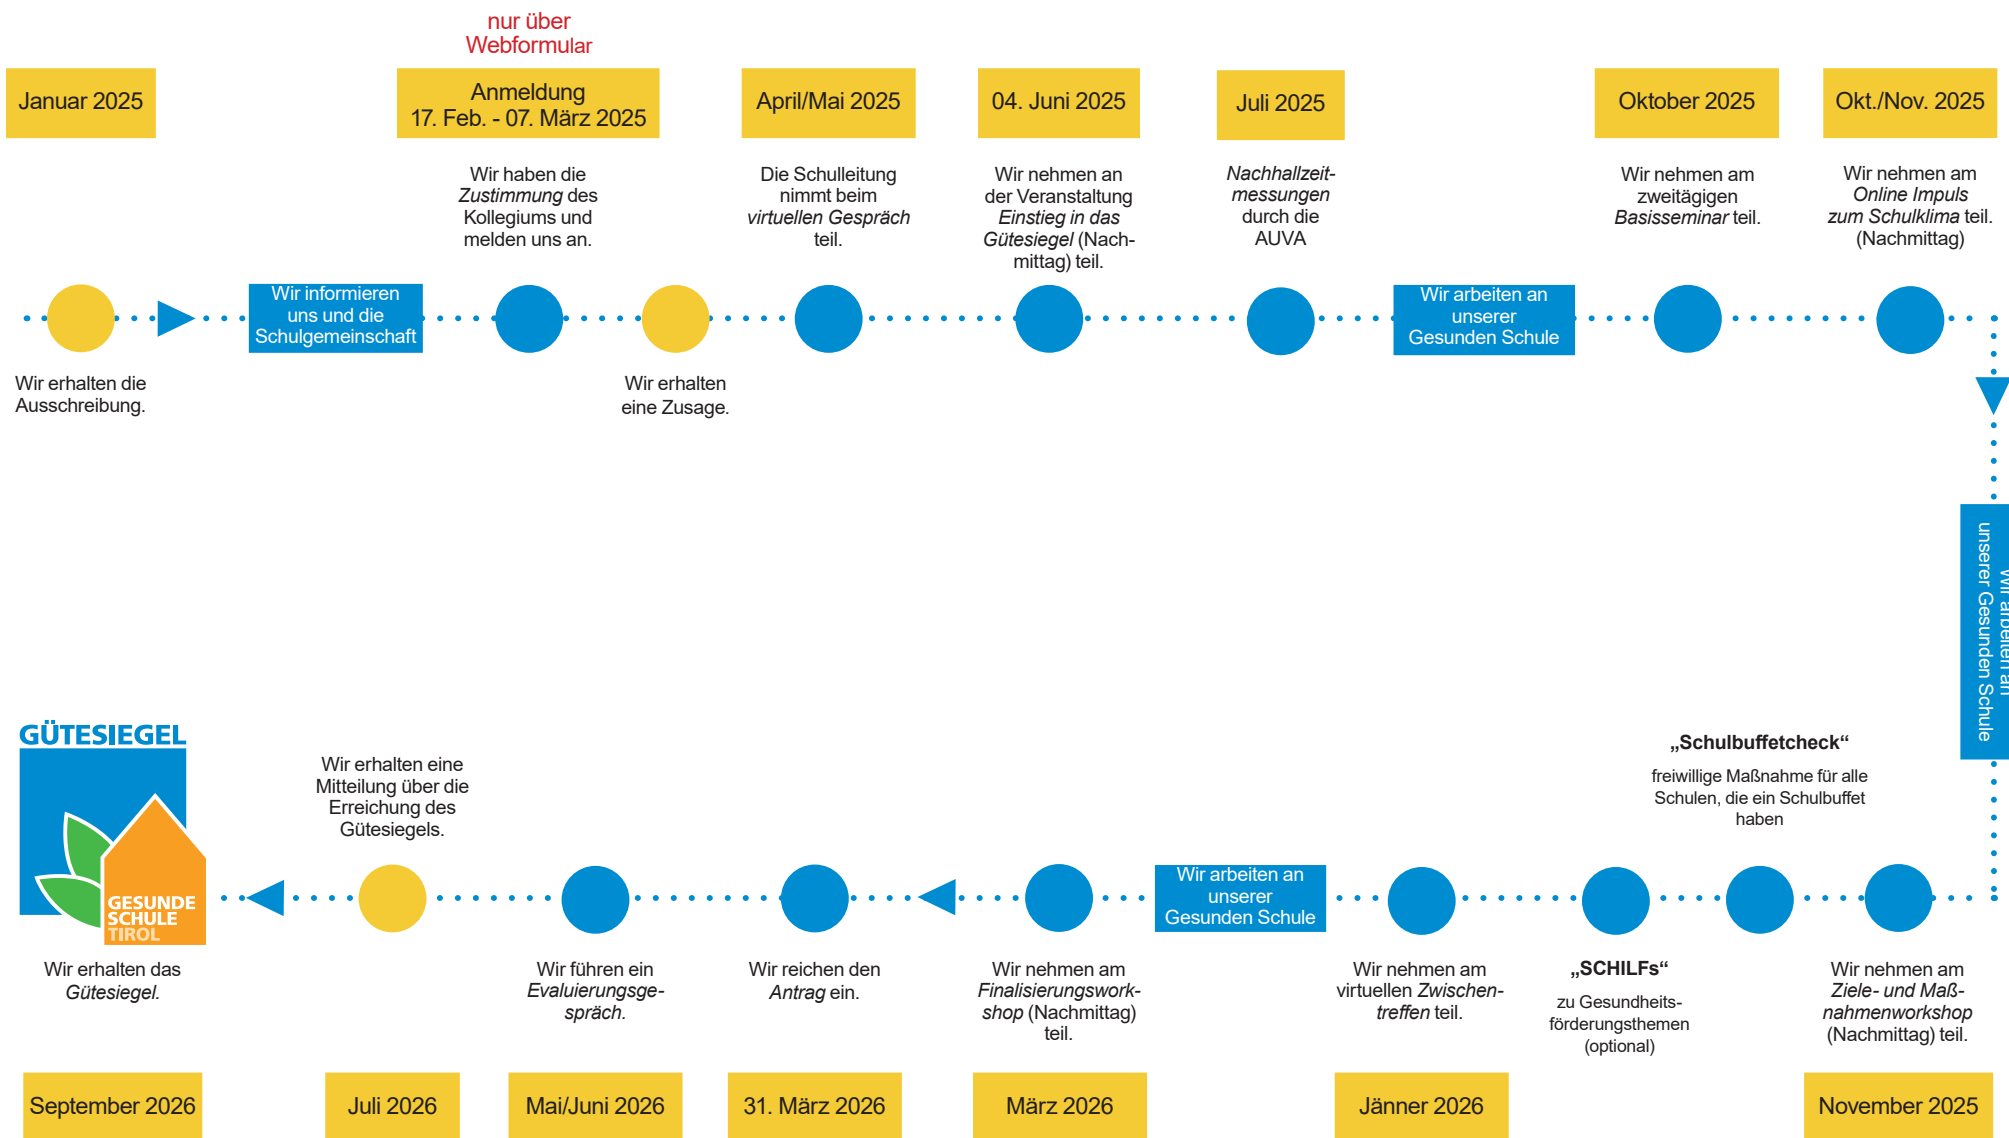 nur über
Webformular
Januar 2025
Anmeldung
17. Feb. - 07. März 2025
April/Mai 2025
04. Juni 2025
Juli 2025
Oktober 2025
Okt./Nov. 2025
Wir haben die
Zustimmung des
Kollegiums und
melden uns an.
Die Schulleitung
nimmt beim
virtuellen Gespräch
teil.
Wir nehmen an
der Veranstaltung
Einstieg in das
Gütesiegel (Nach-
mittag) teil.
Nachhallzeit-
messungen
durch die
AUVA
Wir nehmen am
zweitägigen
Basisseminar teil.
Wir nehmen am
Online Impuls
zum Schulklima teil.
(Nachmittag)
Wir informieren
uns und die
Schulgemeinschaft
Wir arbeiten an
unserer
Gesunden Schule
Wir erhalten die
Ausschreibung.
Wir erhalten
eine Zusage.
Wir arbeiten an
unserer Gesunden Schule
GÜTESIEGEL
GESUNDE
SCHULE
TIROL
Wir erhalten eine
Mitteilung über die
Erreichung des
Gütesiegels.
„Schulbuffetcheck“
freiwillige Maßnahme für alle
Schulen, die ein Schulbuffet
haben
Wir arbeiten an
unserer
Gesunden Schule
Wir erhalten das
Gütesiegel.
Wir führen ein
Evaluierungsge-
spräch.
Wir reichen den
Antrag ein.
Wir nehmen am
Finalisierungswork-
shop (Nachmittag)
teil.
Wir nehmen am
virtuellen Zwischen-
treffen teil.
„SCHILFs“
zu Gesundheits-
förderungsthemen
(optional)
Wir nehmen am
Ziele- und Maß-
nahmenworkshop
(Nachmittag) teil.
September 2026
Juli 2026
Mai/Juni 2026
31. März 2026
März 2026
Jänner 2026
November 2025